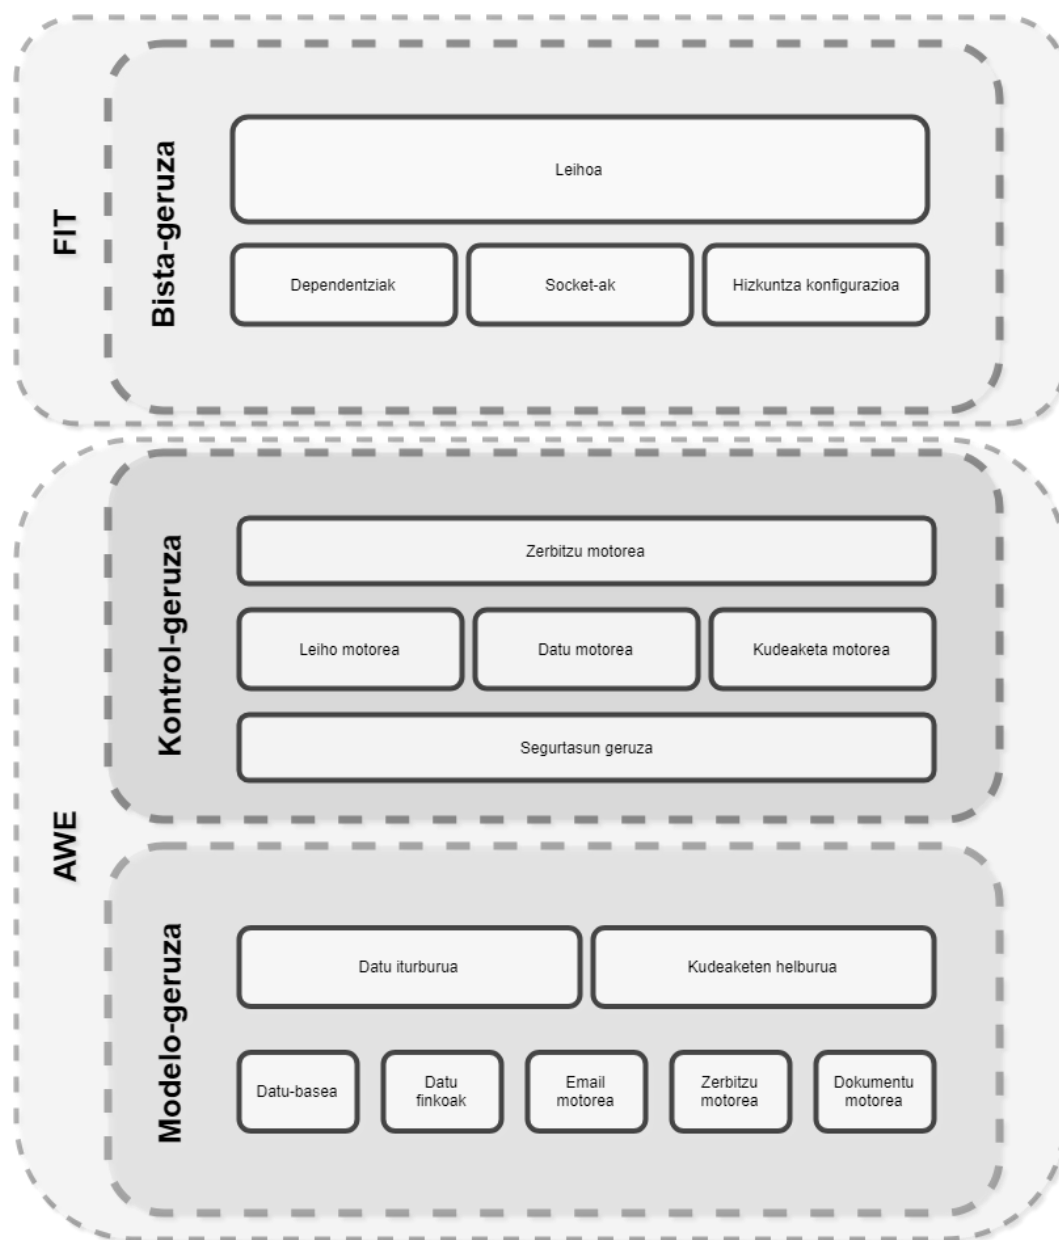 FIT
Bista-geruza
Leihoa
Dependentziak
Socket-ak
Hizkuntza konfigurazioa
AWE
Kontrol-geruza
Zerbitzu motorea
Leiho motorea
Datu motorea
Kudeaketa motorea
Segurtasun geruza
Modelo-geruza
Datu iturburua
Kudeaketen helburua
Datu-basea
Datu
finkoak
Email
motorea
Zerbitzu
motorea
Dokumentu
motorea